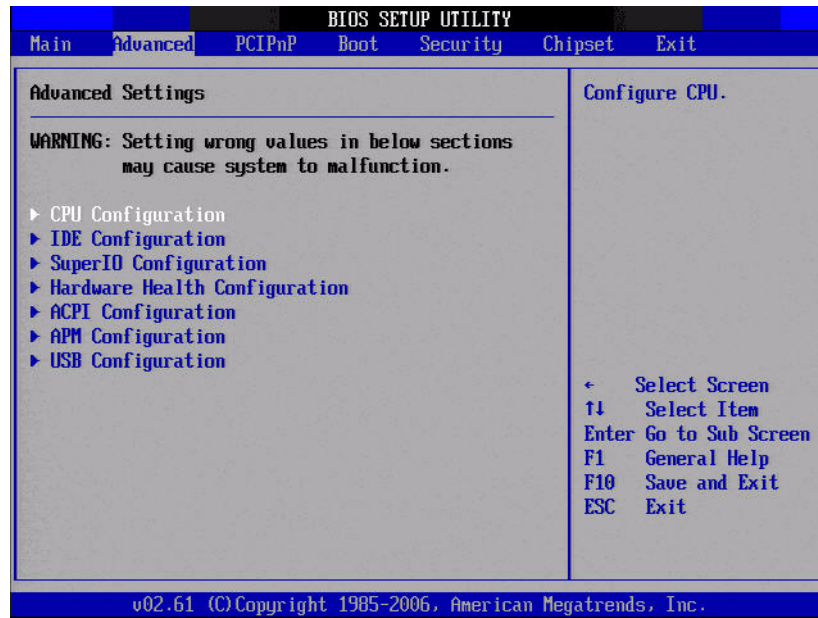 BIOS SETUP UTILITY
Main Advanced PCIPnP Boot Security Chipset Exit
Advanced Settings
WARNING: Setting wrong values in below sections
may cause system to malfunction.
▶ CPU Configuration
▶ IDE Configuration
▶ SuperIO Configuration
▶ Hardware Health Configuration
▶ ACPI Configuration
▶ APM Configuration
▶ USB Configuration
Configure CPU.
← Select Screen
↑↓ Select Item
Enter Go to Sub Screen
F1 General Help
F10 Save and Exit
ESC Exit
v02.61 (C)Copyright 1985-2006, American Megatrends, Inc.